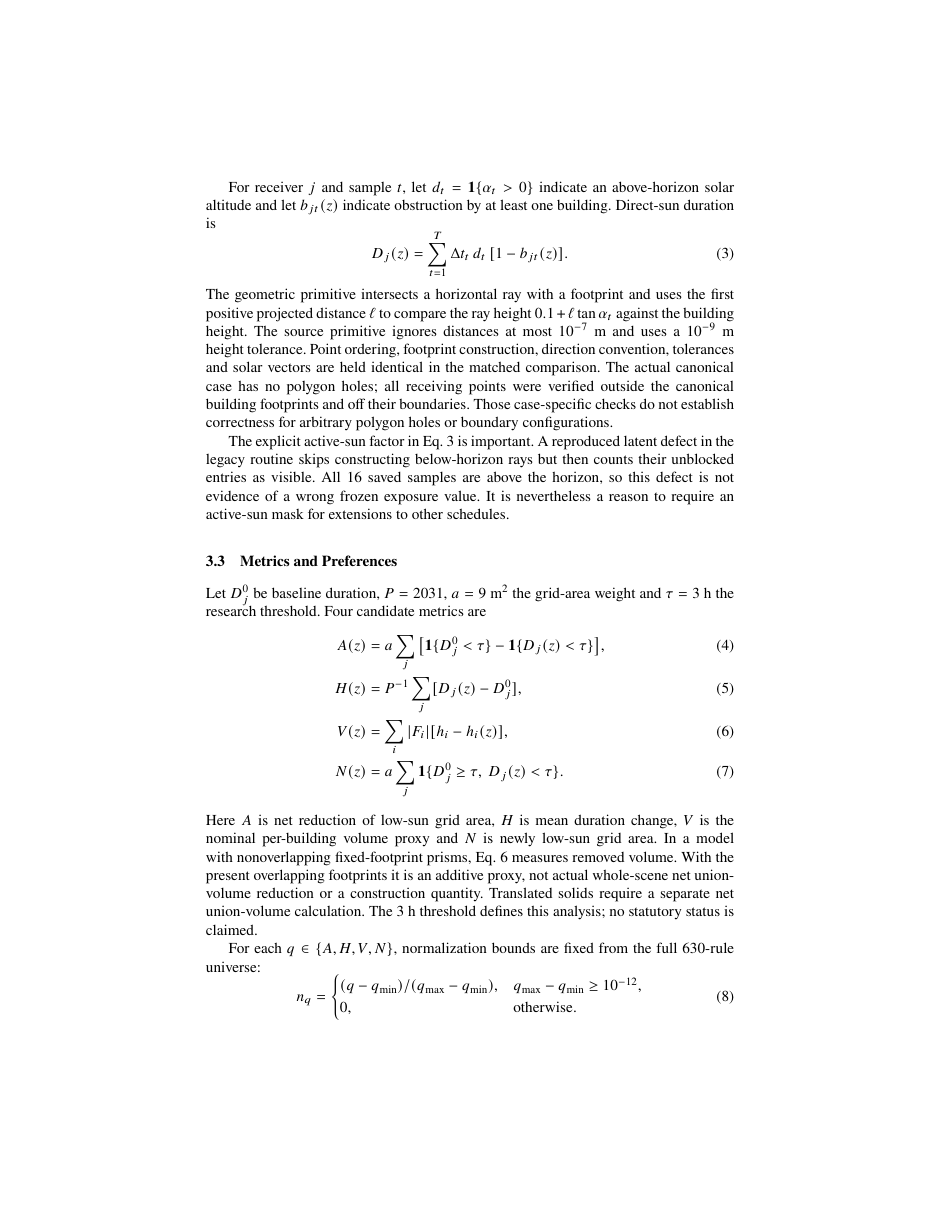 For receiver j and sample t, let d_t = 1{α_t > 0} indicate an above-horizon solar
altitude and let b_{jt}(z) indicate obstruction by at least one building. Direct-sun duration
is
D_j(z) = ∑_{t=1}^{T} Δt_t d_t [1 − b_{jt}(z)]. (3)
The geometric primitive intersects a horizontal ray with a footprint and uses the first
positive projected distance ℓ to compare the ray height 0.1 + ℓ tan α_t against the building
height. The source primitive ignores distances at most 10^{−7} m and uses a 10^{−9} m
height tolerance. Point ordering, footprint construction, direction convention, tolerances
and solar vectors are held identical in the matched comparison. The actual canonical
case has no polygon holes; all receiving points were verified outside the canonical
building footprints and off their boundaries. Those case-specific checks do not establish
correctness for arbitrary polygon holes or boundary configurations.
The explicit active-sun factor in Eq. 3 is important. A reproduced latent defect in the
legacy routine skips constructing below-horizon rays but then counts their unblocked
entries as visible. All 16 saved samples are above the horizon, so this defect is not
evidence of a wrong frozen exposure value. It is nevertheless a reason to require an
active-sun mask for extensions to other schedules.
3.3 Metrics and Preferences
Let D_j^0 be baseline duration, P = 2031, a = 9 m^2 the grid-area weight and τ = 3 h the
research threshold. Four candidate metrics are
A(z) = a ∑_j [1{D_j^0 < τ} − 1{D_j(z) < τ}], (4)
H(z) = P^{−1} ∑_j [D_j(z) − D_j^0], (5)
V(z) = ∑_i |F_i|[h_i − h_i(z)], (6)
N(z) = a ∑_j 1{D_j^0 ≥ τ, D_j(z) < τ}. (7)
Here A is net reduction of low-sun grid area, H is mean duration change, V is the
nominal per-building volume proxy and N is newly low-sun grid area. In a model
with nonoverlapping fixed-footprint prisms, Eq. 6 measures removed volume. With the
present overlapping footprints it is an additive proxy, not actual whole-scene net union-
volume reduction or a construction quantity. Translated solids require a separate net
union-volume calculation. The 3 h threshold defines this analysis; no statutory status is
claimed.
For each q ∈ {A, H, V, N}, normalization bounds are fixed from the full 630-rule
universe:
n_q = { (q − q_min)/(q_max − q_min), q_max − q_min ≥ 10^{−12},
0, otherwise. (8)